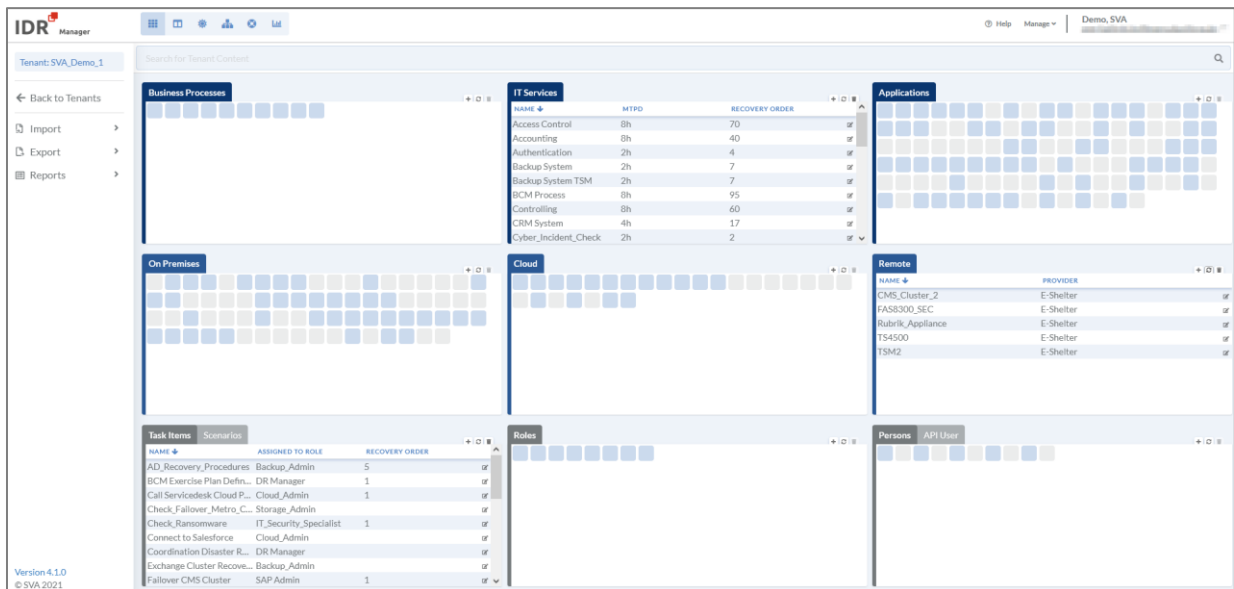 IDR Manager
Help Manage Demo, SVA
Tenant: SVA_Demo_1
Search for Tenant Content
Back to Tenants
Import
Export
Reports
Business Processes
IT Services
NAME MTPD RECOVERY ORDER
Access Control 8h 70
Accounting 8h 40
Authentication 2h 4
Backup System 2h 7
Backup System TSM 2h 7
BCM Process 8h 95
Controlling 8h 60
CRM System 4h 17
Cyber_Incident_Check 2h 2
Applications
On Premises
Cloud
Remote
NAME PROVIDER
CMS_Cluster_2 E-Shelter
FAS8300_SEC E-Shelter
Rubrik_Appliance E-Shelter
TS4500 E-Shelter
TSM2 E-Shelter
Task Items Scenarios
NAME ASSIGNED TO ROLE RECOVERY ORDER
AD_Recovery_Procedures Backup_Admin 5
BCM Exercise Plan Defin... DR Manager 1
Call Servicedesk Cloud P... Cloud_Admin 1
Check_Failover_Metro_C... Storage_Admin
Check_Ransomware IT_Security_Specialist 1
Connect to Salesforce Cloud_Admin
Coordination Disaster R... DR Manager
Exchange Cluster Recove... Backup_Admin
Failover CMS Cluster SAP Admin 1
Roles
Persons API User
Version 4.1.0
© SVA 2021